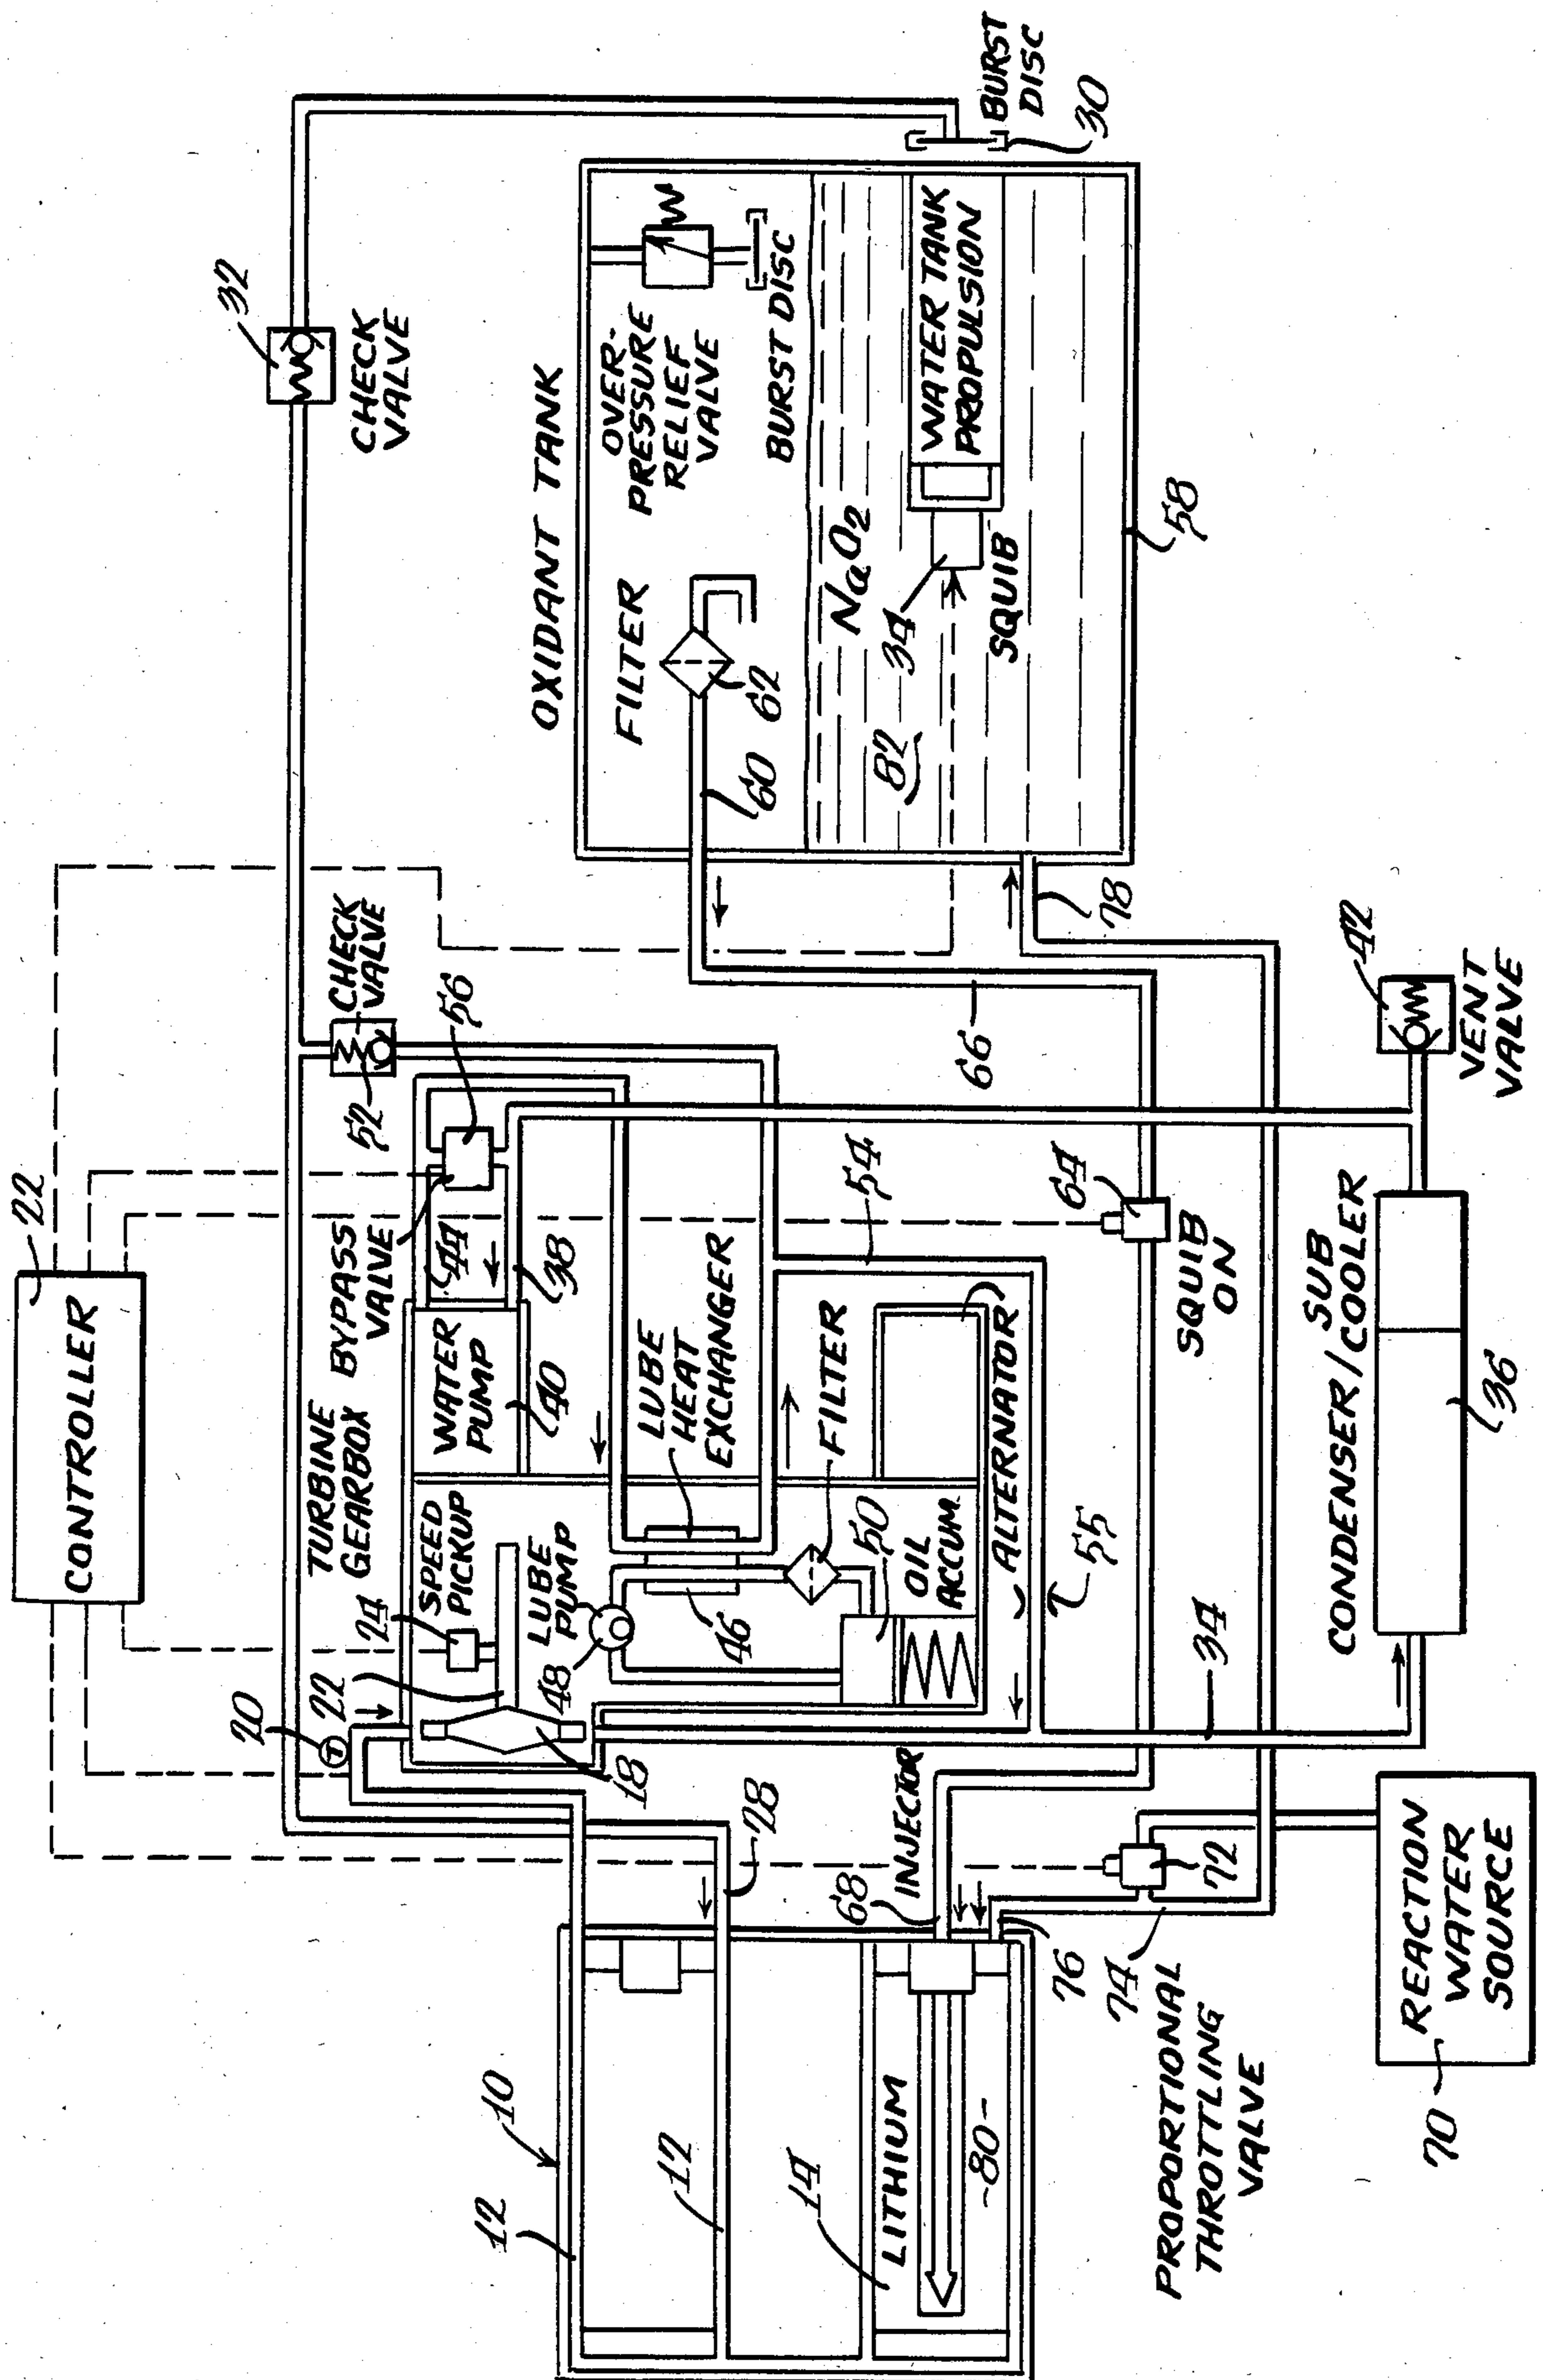 22
CONTROLLER
32
CHECK
VALVE
BURST
DISC
30
OXIDANT TANK
OVER-
PRESSURE
RELIEF
VALVE
BURST DISC
FILTER
62
60
NaO2
82
34
SQUIB
WATER TANK
PROPULSION
58
78
66
CHECK
VALVE
52
56
BYPASS
VALVE
44
38
WATER
PUMP
40
TURBINE
GEARBOX
SPEED
PICKUP
24
20
22
18
LUBE
PUMP
48
46
LUBE
HEAT
EXCHANGER
FILTER
50
OIL
ACCUM.
ALTERNATOR
54
55
64
SQUIB
ON
42
VENT
VALVE
SUB
CONDENSER/COOLER
36
34
28
INJECTOR
68
76
72
74
PROPORTIONAL
THROTTLING
VALVE
REACTION
WATER
SOURCE
70
10
12
12
14
LITHIUM
-80-